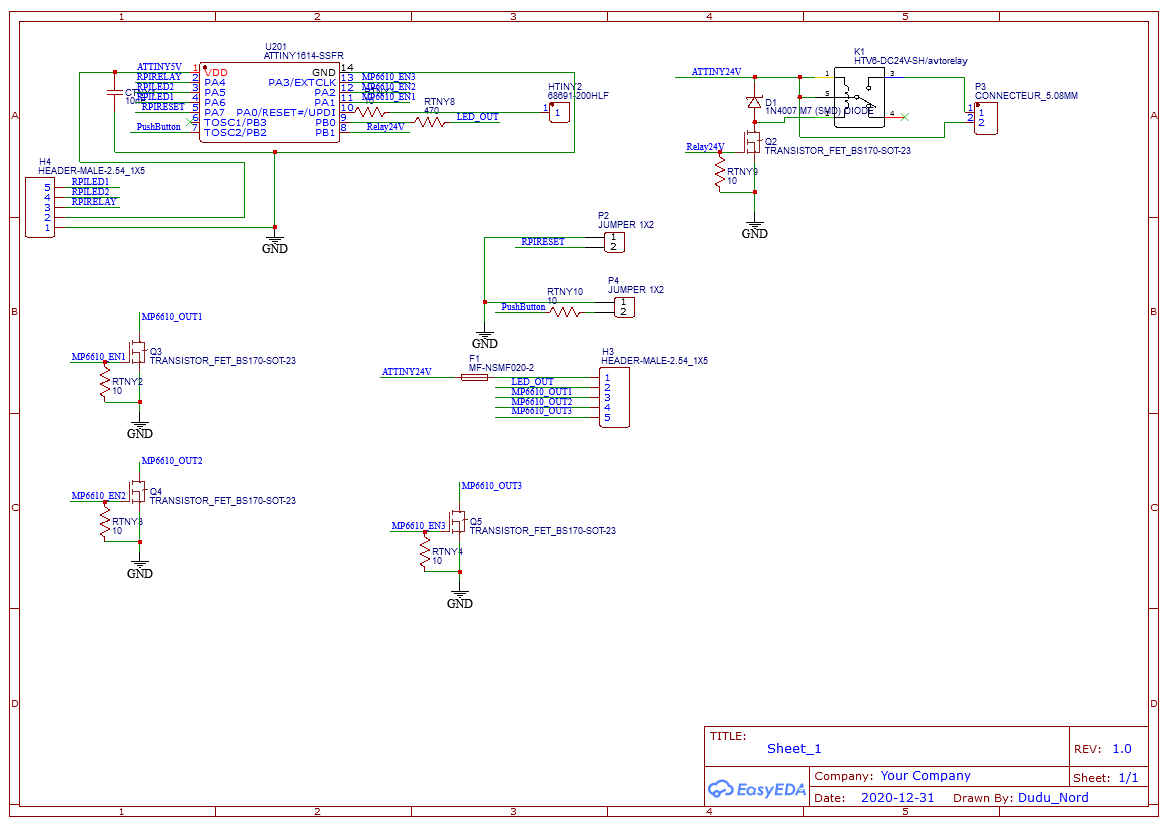 1 2 3 4 5
U201
ATTINY1614-SSFR
ATTINY5V 1 VDD GND 14
RPIRELAY 2 PA4 PA3/EXTCLK 13 MP6610_EN3
RPILED2 3 PA5 PA2 12 MP6610_EN2
RPILED1 4 PA6 PA1 11 MP6610_EN1
RPIRESET 5 PA7 PA0/RESET#/UPDI 10
6 TOSC1/PB3 PB0 9
PushButton 7 TOSC2/PB2 PB1 8 Relay24V
RTNY8
470
LED_OUT
HTINY2
68691-200HLF
1 1
K1
HTV6-DC24V-SH/avtorelay
ATTINY24V
1 3
5
4
D1
1N4007 M7 (SMD) DIODE
P3
CONNECTEUR_5.08MM
1 1
2 2
Relay24V
Q2
TRANSISTOR_FET_BS170-SOT-23
RTNY9
10
GND
A A
H4
HEADER-MALE-2.54_1X5
5 RPILED1
4 RPILED2
3 RPIRELAY
2
1
GND
P2
JUMPER 1X2
1
RPIRESET 2
P4
JUMPER 1X2
RTNY10
10
1
PushButton 2
GND
B B
MP6610_OUT1
MP6610_EN1
Q3
TRANSISTOR_FET_BS170-SOT-23
RTNY2
10
GND
F1
MF-NSMF020-2
ATTINY24V
H3
HEADER-MALE-2.54_1X5
1
LED_OUT 2
MP6610_OUT1 3
MP6610_OUT2 4
MP6610_OUT3 5
MP6610_OUT2
MP6610_EN2
Q4
TRANSISTOR_FET_BS170-SOT-23
RTNY3
10
GND
MP6610_OUT3
MP6610_EN3
Q5
TRANSISTOR_FET_BS170-SOT-23
RTNY4
10
GND
C C
D D
TITLE:
Sheet_1
REV: 1.0
EasyEDA
Company: Your Company
Sheet: 1/1
Date: 2020-12-31 Drawn By: Dudu_Nord
1 2 3 4 5